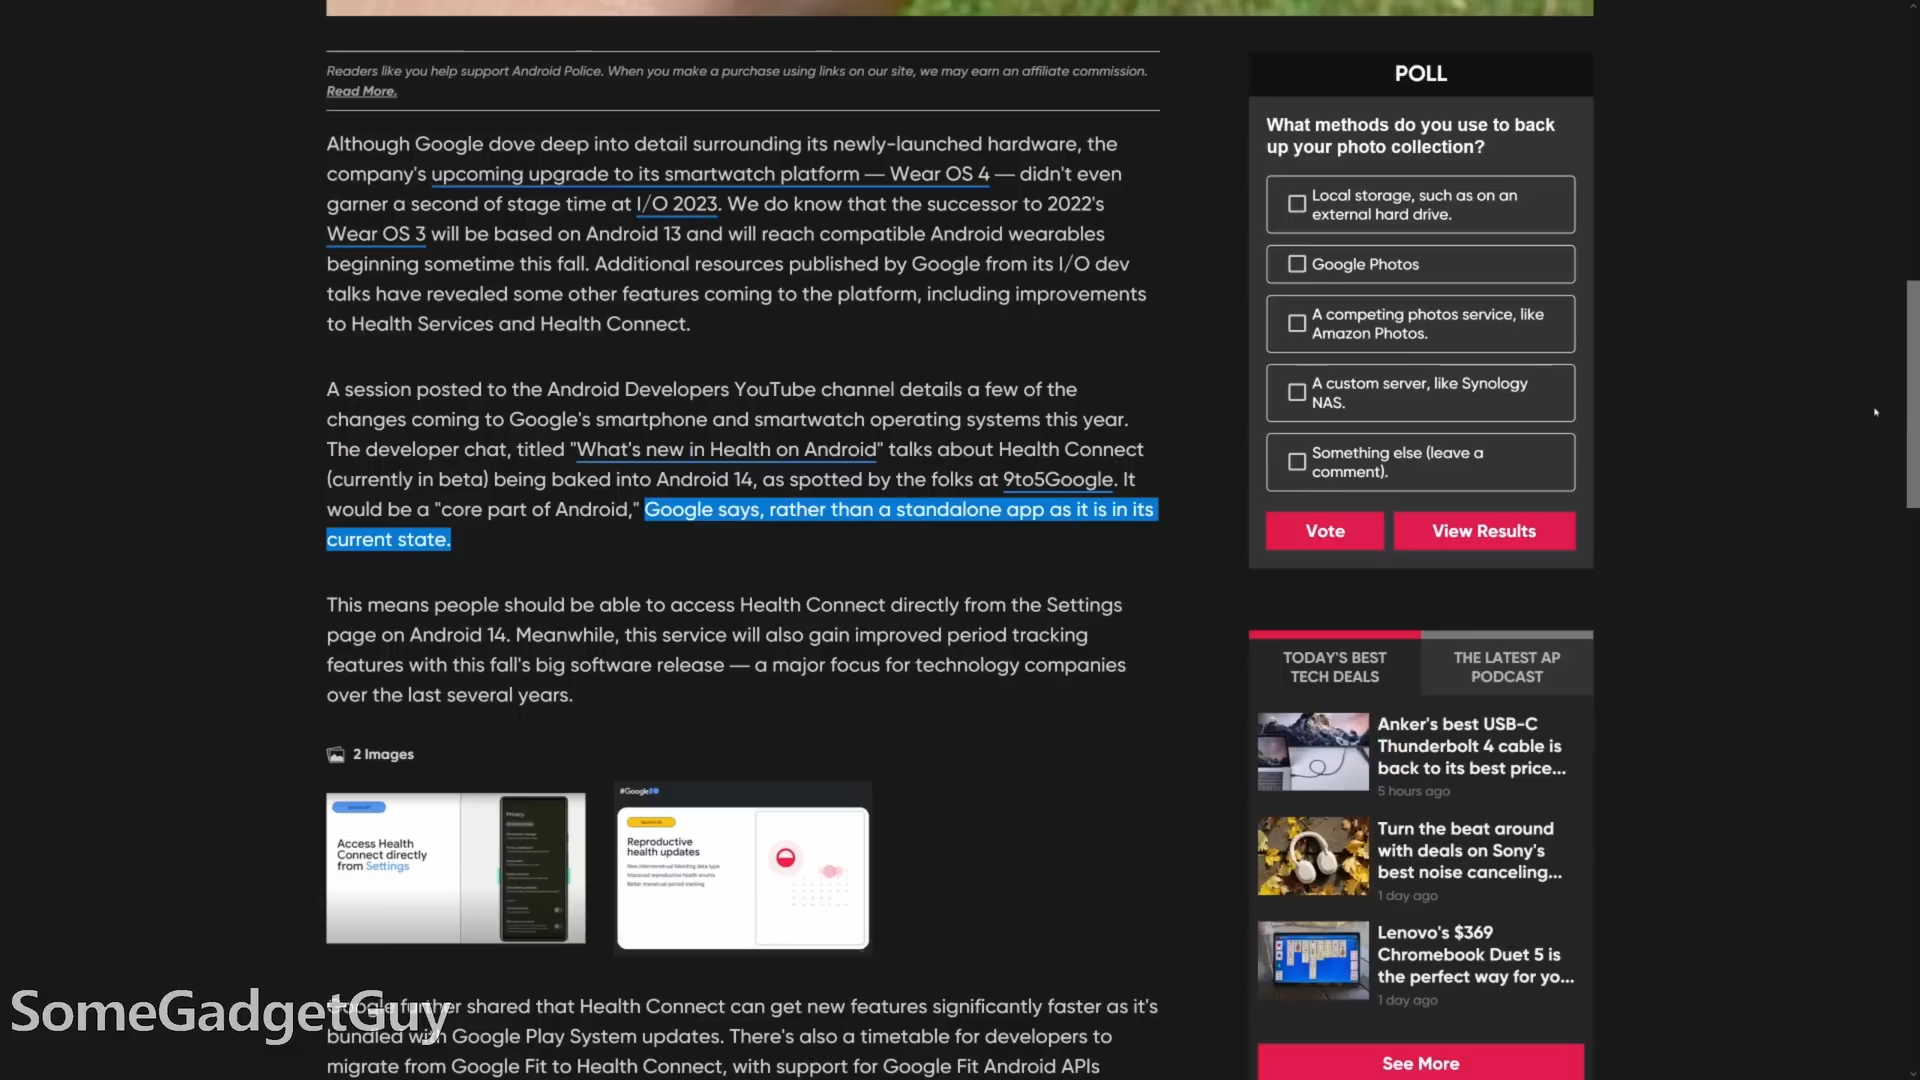 Readers like you help support Android Police. When you make a purchase using links on our site, we may earn an affiliate commission.
Read More.
Although Google dove deep into detail surrounding its newly-launched hardware, the
company's upcoming upgrade to its smartwatch platform — Wear OS 4 — didn't even
garner a second of stage time at I/O 2023. We do know that the successor to 2022's
Wear OS 3 will be based on Android 13 and will reach compatible Android wearables
beginning sometime this fall. Additional resources published by Google from its I/O dev
talks have revealed some other features coming to the platform, including improvements
to Health Services and Health Connect.
A session posted to the Android Developers YouTube channel details a few of the
changes coming to Google's smartphone and smartwatch operating systems this year.
The developer chat, titled "What's new in Health on Android" talks about Health Connect
(currently in beta) being baked into Android 14, as spotted by the folks at 9to5Google. It
would be a "core part of Android," Google says, rather than a standalone app as it is in its
current state.
This means people should be able to access Health Connect directly from the Settings
page on Android 14. Meanwhile, this service will also gain improved period tracking
features with this fall's big software release — a major focus for technology companies
over the last several years.
2 Images
Access Health
Connect directly
from Settings
Privacy
#GoogleIO
Reproductive
health updates
New intermenstrual bleeding data type
Improved reproductive health enums
Better menstrual period tracking
Google further shared that Health Connect can get new features significantly faster as it's
bundled with Google Play System updates. There's also a timetable for developers to
migrate from Google Fit to Health Connect, with support for Google Fit Android APIs
SomeGadgetGuy
POLL
What methods do you use to back
up your photo collection?
Local storage, such as on an
external hard drive.
Google Photos
A competing photos service, like
Amazon Photos.
A custom server, like Synology
NAS.
Something else (leave a
comment).
Vote
View Results
TODAY'S BEST
TECH DEALS
THE LATEST AP
PODCAST
Anker's best USB-C
Thunderbolt 4 cable is
back to its best price...
5 hours ago
Turn the beat around
with deals on Sony's
best noise canceling...
1 day ago
Lenovo's $369
Chromebook Duet 5 is
the perfect way for yo...
1 day ago
See More